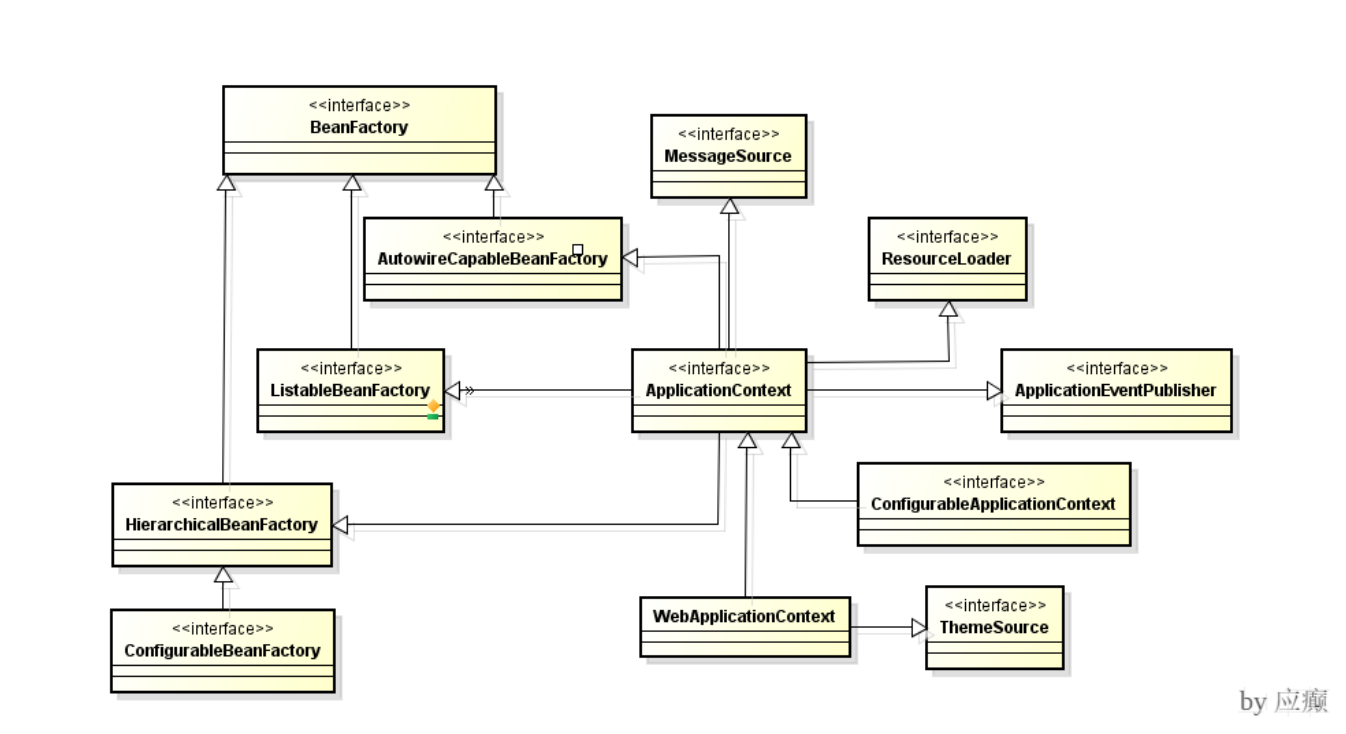 <<interface>>
BeanFactory
<<interface>>
MessageSource
<<interface>>
AutowireCapableBeanFactory
<<interface>>
ResourceLoader
<<interface>>
ListableBeanFactory
<<interface>>
ApplicationContext
<<interface>>
ApplicationEventPublisher
<<interface>>
HierarchicalBeanFactory
<<interface>>
ConfigurableApplicationContext
<<interface>>
ConfigurableBeanFactory
WebApplicationContext
<<interface>>
ThemeSource
by 应癫